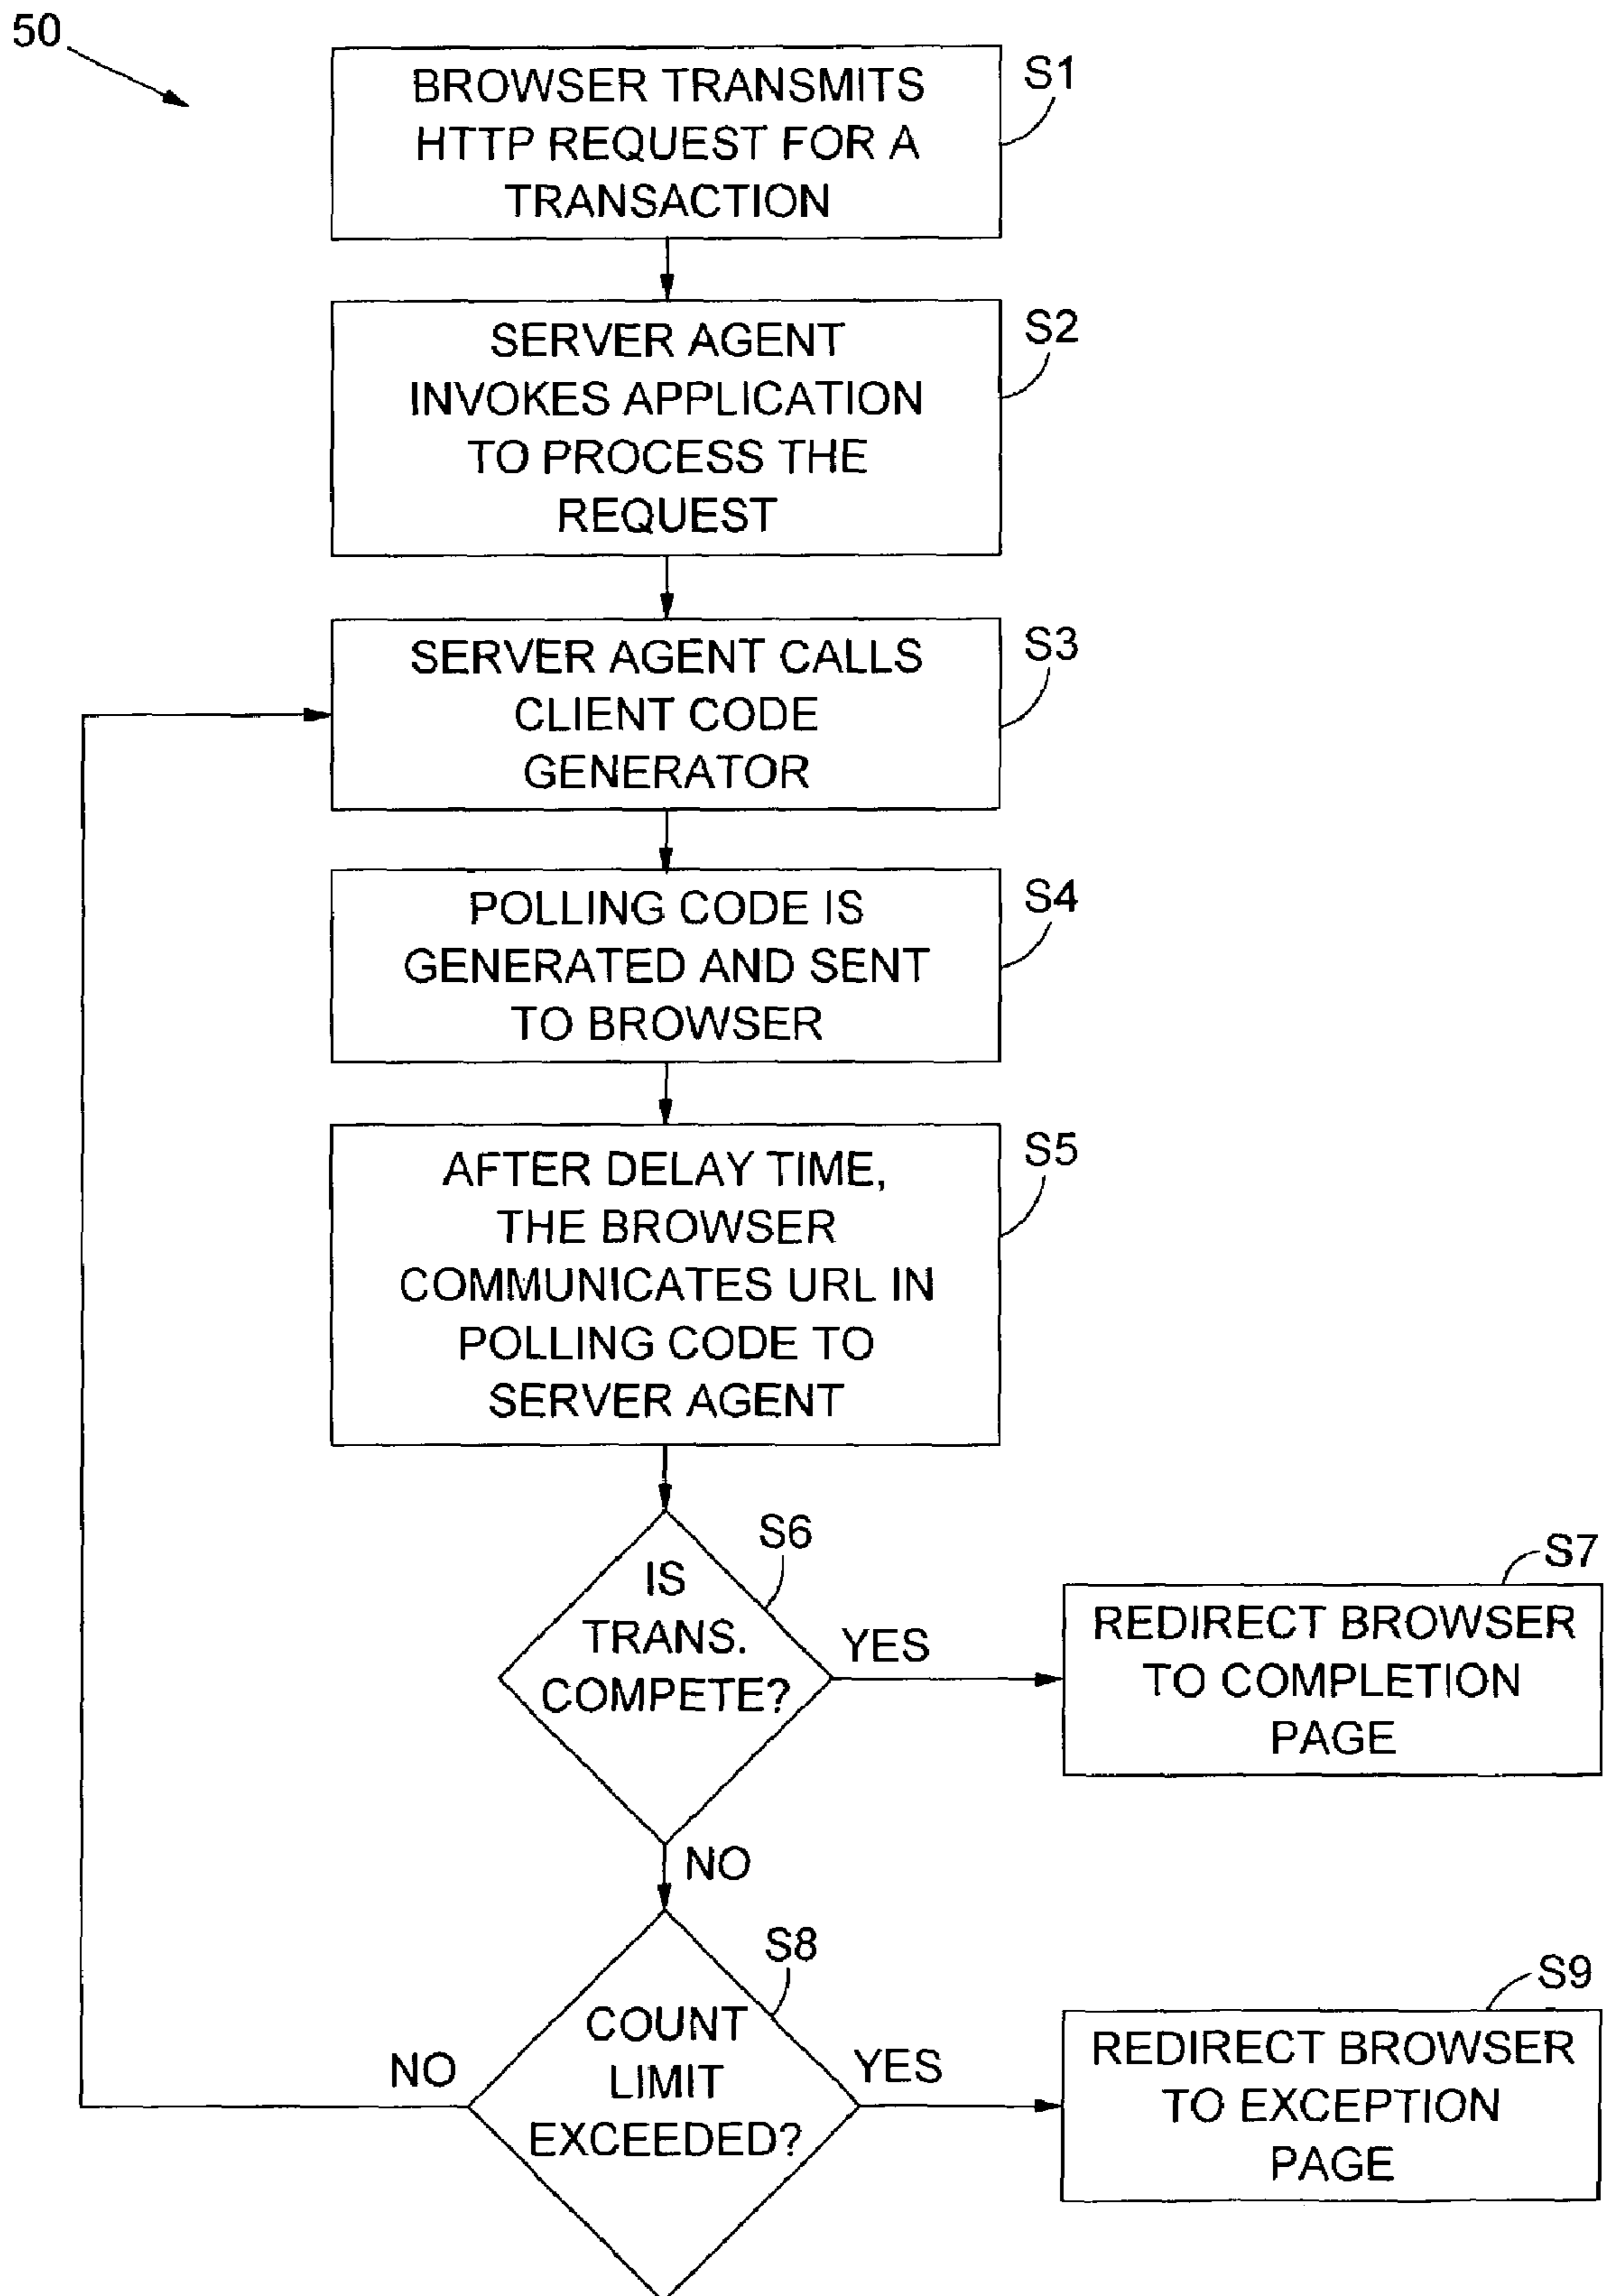 50
BROWSER TRANSMITS
HTTP REQUEST FOR A
TRANSACTION
S1
SERVER AGENT
INVOKES APPLICATION
TO PROCESS THE
REQUEST
S2
SERVER AGENT CALLS
CLIENT CODE
GENERATOR
S3
POLLING CODE IS
GENERATED AND SENT
TO BROWSER
S4
AFTER DELAY TIME,
THE BROWSER
COMMUNICATES URL IN
POLLING CODE TO
SERVER AGENT
S5
IS
TRANS.
COMPETE?
S6
YES
REDIRECT BROWSER
TO COMPLETION
PAGE
S7
NO
COUNT
LIMIT
EXCEEDED?
S8
NO
YES
REDIRECT BROWSER
TO EXCEPTION
PAGE
S9